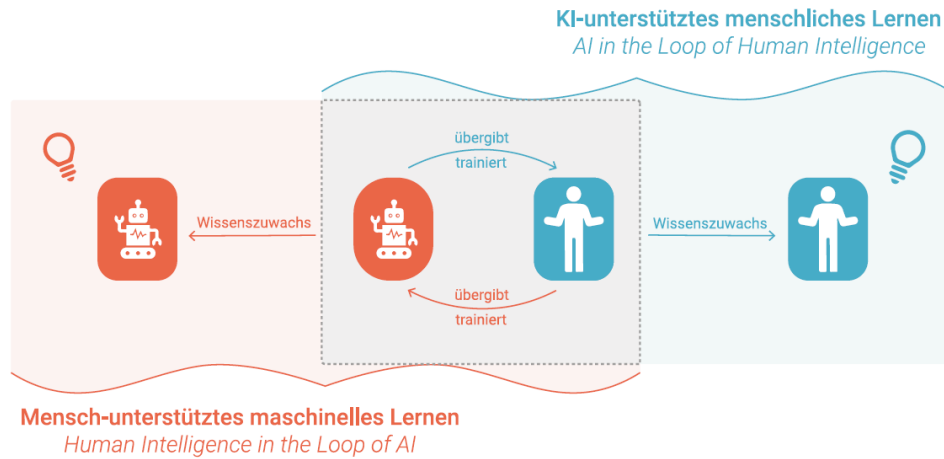 KI-unterstütztes menschliches Lernen
AI in the Loop of Human Intelligence
übergibt
trainiert
Wissenszuwachs
Wissenszuwachs
übergibt
trainiert
Mensch-unterstütztes maschinelles Lernen
Human Intelligence in the Loop of AI